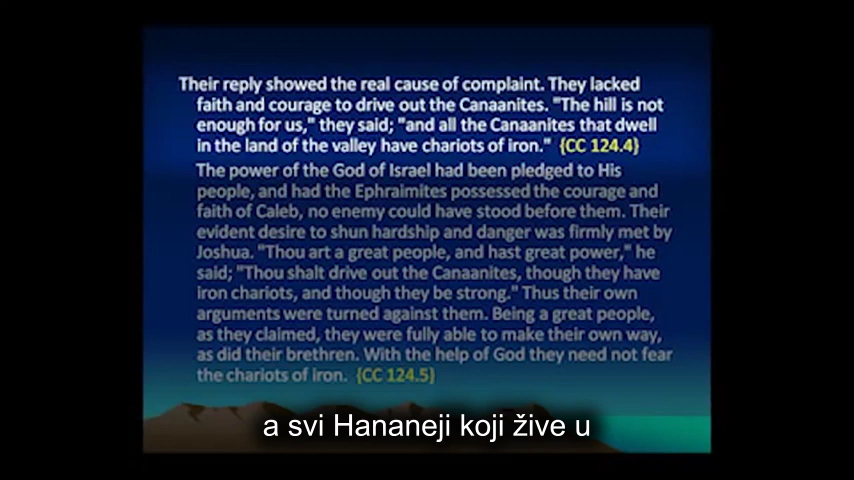 Their reply showed the real cause of complaint. They lacked
faith and courage to drive out the Canaanites. "The hill is not
enough for us," they said; "and all the Canaanites that dwell
in the land of the valley have chariots of iron." {CC 124.4}
The power of the God of Israel had been pledged to His
people, and had the Ephraimites possessed the courage and
faith of Caleb, no enemy could have stood before them. Their
evident desire to shun hardship and danger was firmly met by
Joshua. "Thou art a great people, and hast great power," he
said; "Thou shalt drive out the Canaanites, though they have
iron chariots, and though they be strong." Thus their own
arguments were turned against them. Being a great people,
as they claimed, they were fully able to make their own way,
as did their brethren. With the help of God they need not fear
the chariots of iron. {CC 124.5}
a svi Hananeji koji žive u